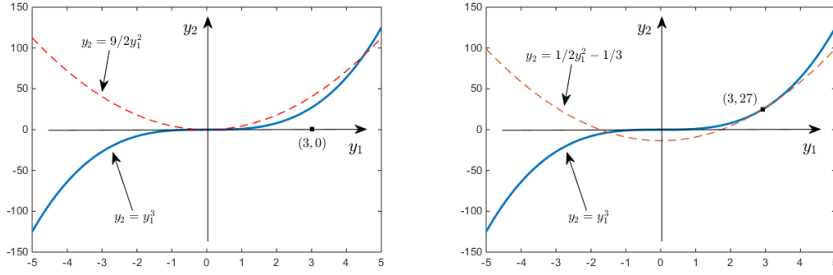 150
100
50
0
-50
-100
-150
-5 -4 -3 -2 -1 0 1 2 3 4 5
y₂
y₁
y₂ = 9/2y₁²
(3, 0)
y₂ = y₁³
150
100
50
0
-50
-100
-150
-5 -4 -3 -2 -1 0 1 2 3 4 5
y₂
y₁
y₂ = 1/2y₁² − 1/3
(3, 27)
y₂ = y₁³